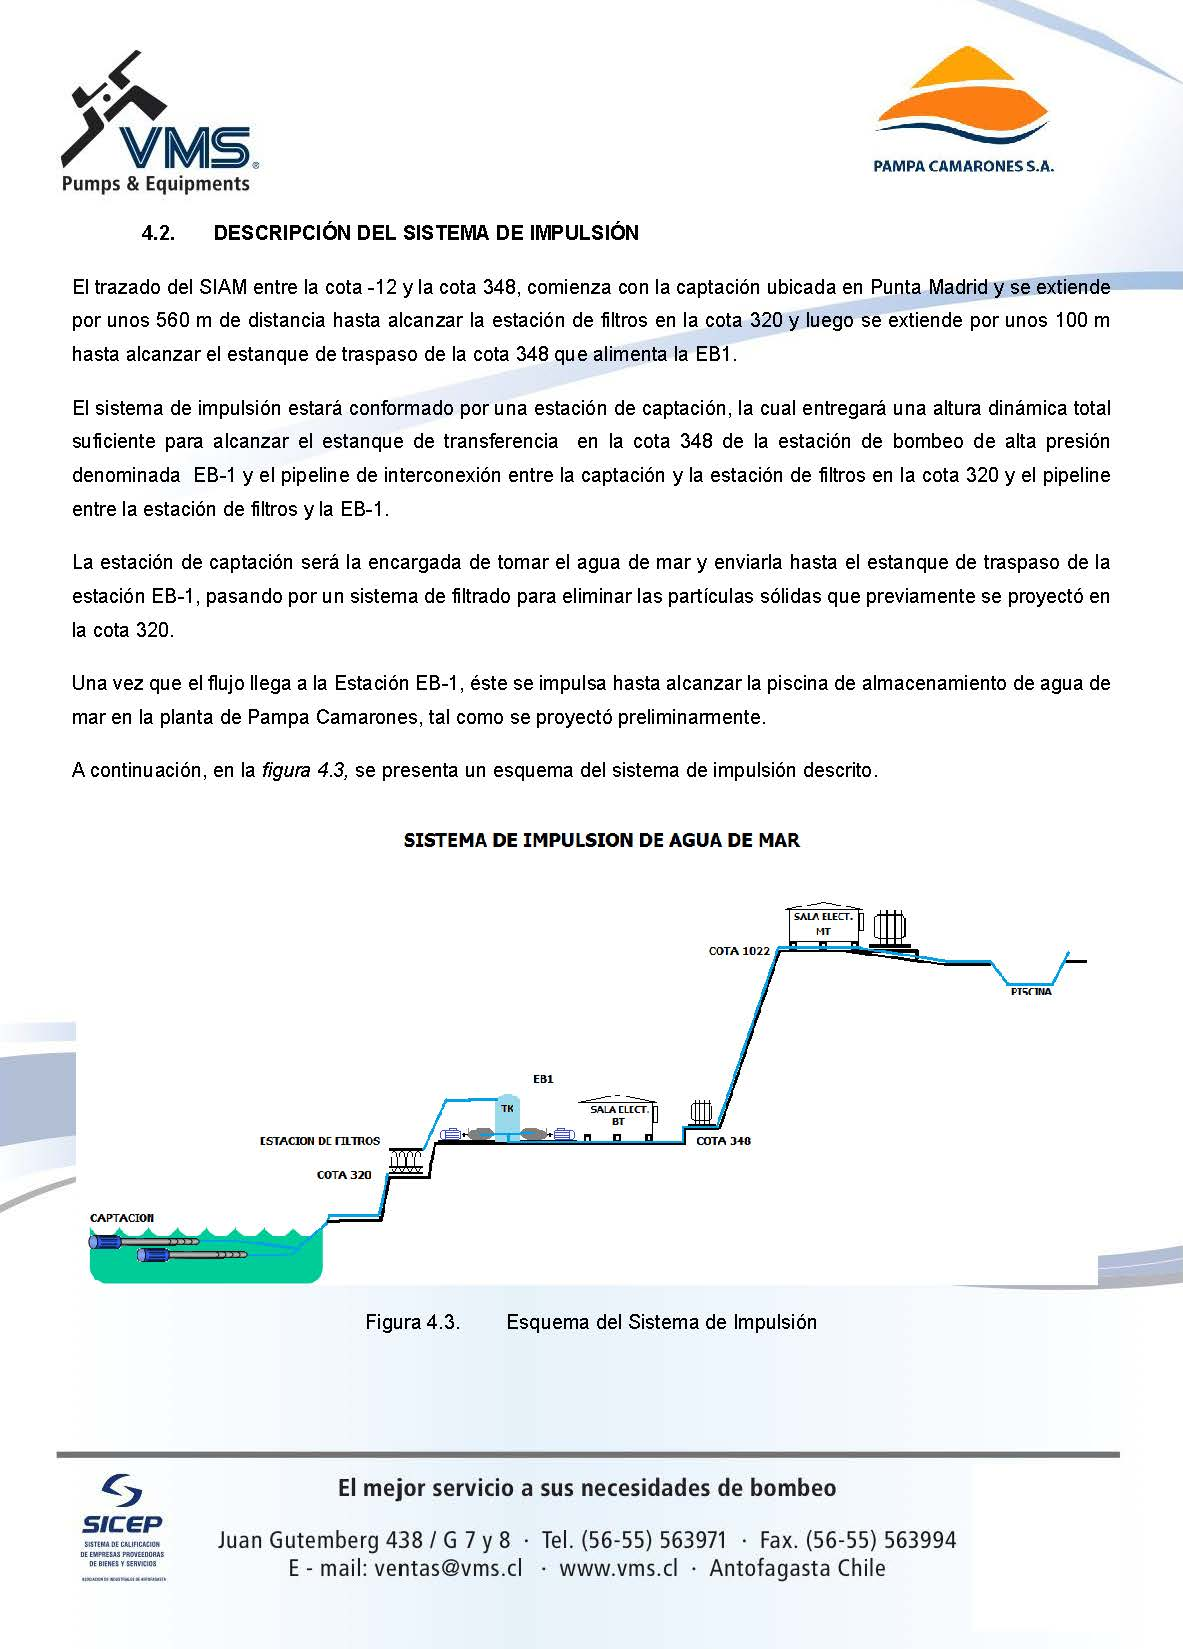 VMS®
Pumps & Equipments
PAMPA CAMARONES S.A.
4.2. DESCRIPCIÓN DEL SISTEMA DE IMPULSIÓN
El trazado del SIAM entre la cota -12 y la cota 348, comienza con la captación ubicada en Punta Madrid y se extiende
por unos 560 m de distancia hasta alcanzar la estación de filtros en la cota 320 y luego se extiende por unos 100 m
hasta alcanzar el estanque de traspaso de la cota 348 que alimenta la EB1.
El sistema de impulsión estará conformado por una estación de captación, la cual entregará una altura dinámica total
suficiente para alcanzar el estanque de transferencia en la cota 348 de la estación de bombeo de alta presión
denominada EB-1 y el pipeline de interconexión entre la captación y la estación de filtros en la cota 320 y el pipeline
entre la estación de filtros y la EB-1.
La estación de captación será la encargada de tomar el agua de mar y enviarla hasta el estanque de traspaso de la
estación EB-1, pasando por un sistema de filtrado para eliminar las partículas sólidas que previamente se proyectó en
la cota 320.
Una vez que el flujo llega a la Estación EB-1, éste se impulsa hasta alcanzar la piscina de almacenamiento de agua de
mar en la planta de Pampa Camarones, tal como se proyectó preliminarmente.
A continuación, en la figura 4.3, se presenta un esquema del sistema de impulsión descrito.
SISTEMA DE IMPULSION DE AGUA DE MAR
SALA ELECT.
MT
COTA 1022
PISCINA
EB1
TK
SALA ELECT.
BT
ESTACION DE FILTROS
COTA 348
COTA 320
CAPTACION
Figura 4.3. Esquema del Sistema de Impulsión
El mejor servicio a sus necesidades de bombeo
SICEP
SISTEMA DE CALIFICACION
DE EMPRESAS PROVEEDORAS
DE BIENES Y SERVICIOS
ASOCIACION DE INDUSTRIALES DE ANTOFAGASTA
Juan Gutemberg 438 / G 7 y 8 · Tel. (56-55) 563971 · Fax. (56-55) 563994
E - mail: ventas@vms.cl · www.vms.cl · Antofagasta Chile